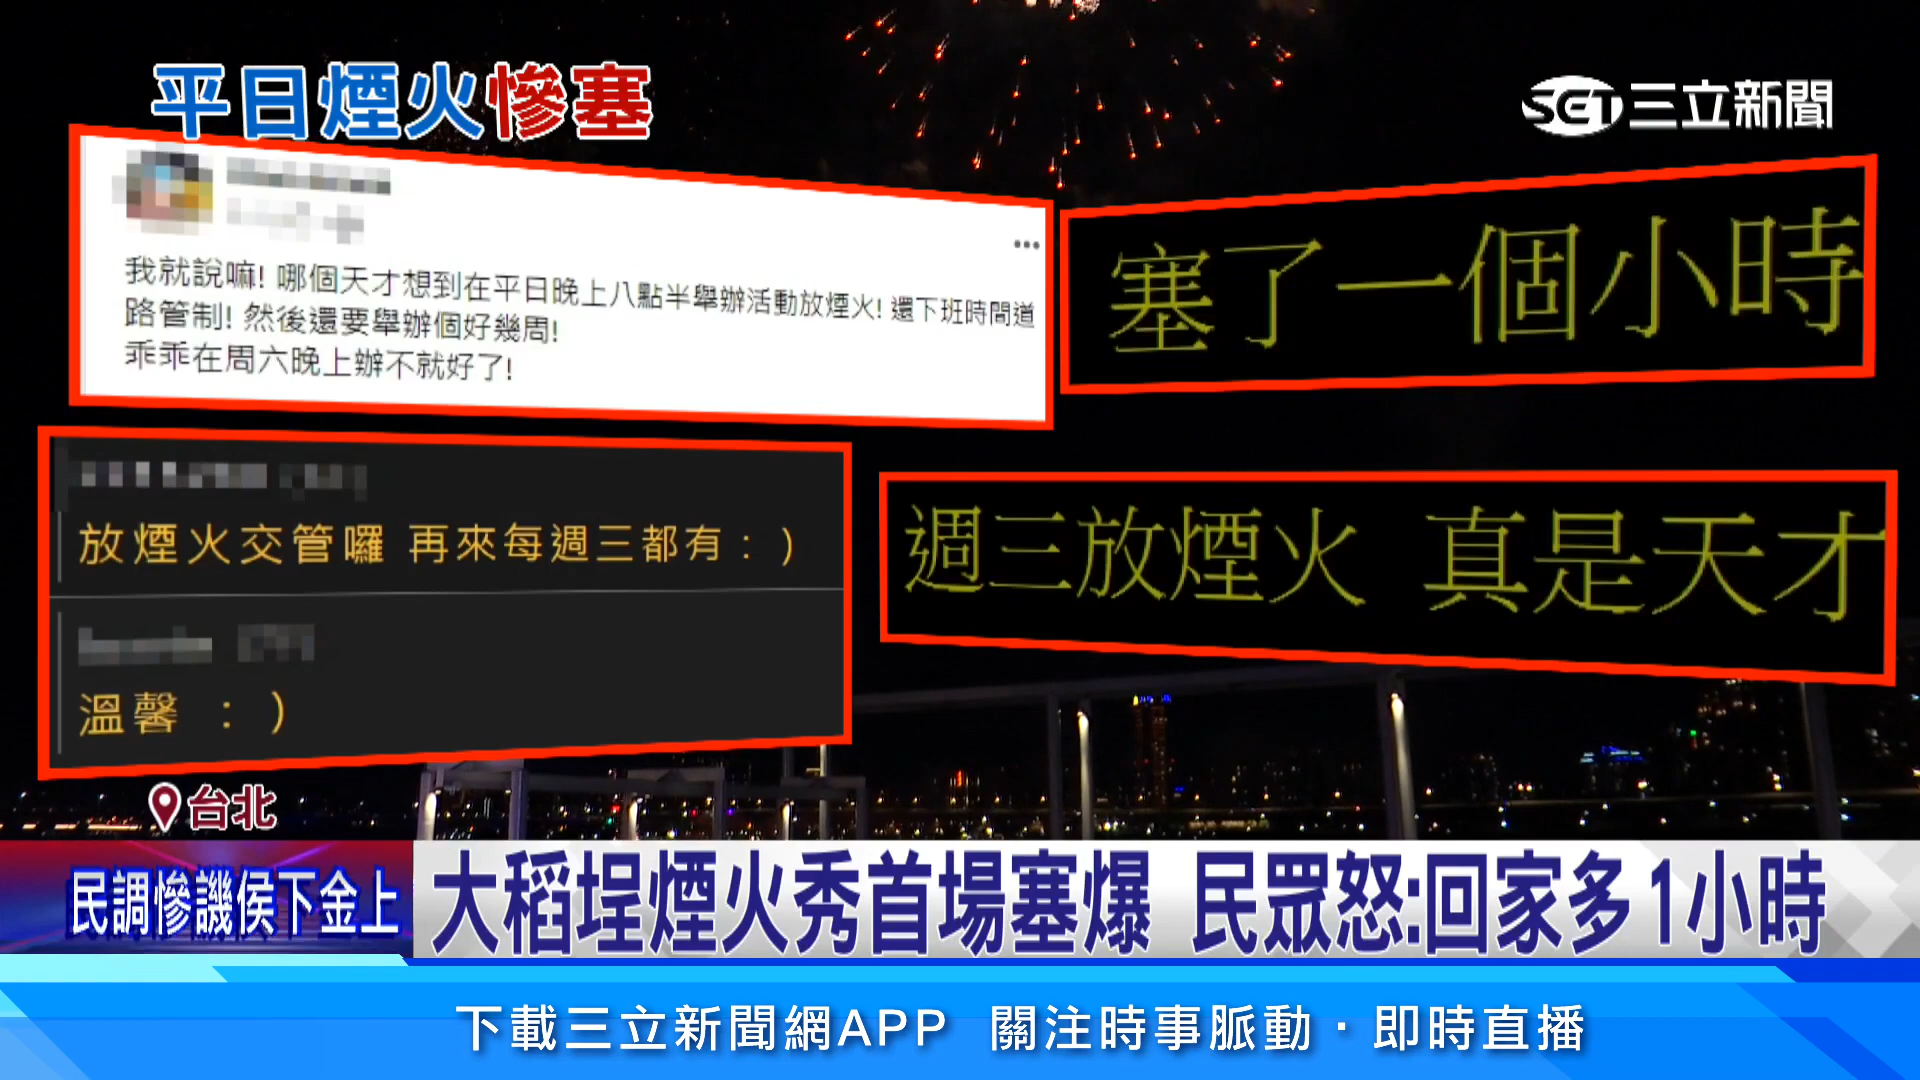 平日煙火慘塞
SET三立新聞
我就說嘛! 哪個天才想到在平日晚上八點半舉辦活動放煙火! 還下班時間道
路管制! 然後還要舉辦個好幾周!
乖乖在周六晚上辦不就好了!
塞了一個小時
放煙火交管囉 再來每週三都有：)
溫馨 ：)
週三放煙火 真是天才
台北
民調慘譏侯下金上
大稻埕煙火秀首場塞爆 民眾怒:回家多1小時
下載三立新聞網APP 關注時事脈動·即時直播